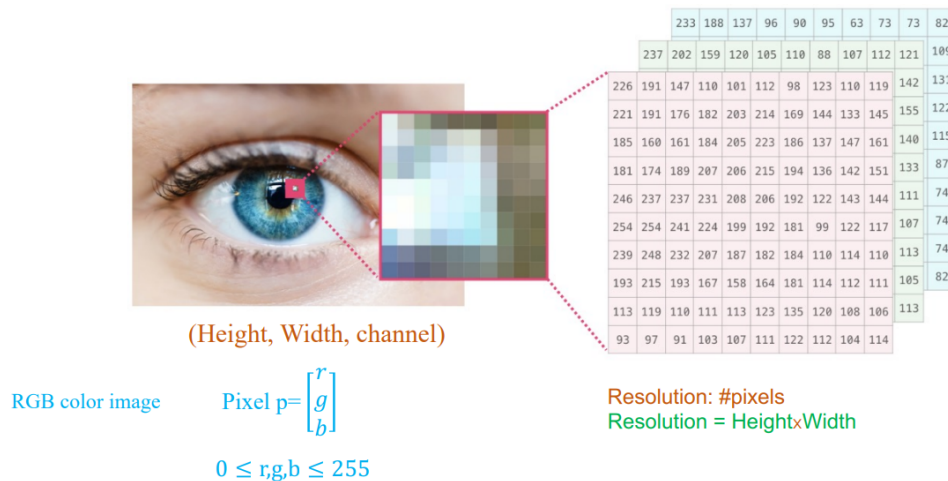 233 188 137 96 90 95 63 73 73 82
237 202 159 120 105 110 88 107 112 121 109
226 191 147 110 101 112 98 123 110 119 142 131
221 191 176 182 203 214 169 144 133 145 155 122
185 160 161 184 205 223 186 137 147 161 140 115
181 174 189 207 206 215 194 136 142 151 133 87
246 237 237 231 208 206 192 122 143 144 111 74
254 254 241 224 199 192 181 99 122 117 107 74
239 248 232 207 187 182 184 110 114 110 113 74
193 215 193 167 158 164 181 114 112 111 105 82
113 119 110 111 113 123 135 120 108 106 113
93 97 91 103 107 111 122 112 104 114
(Height, Width, channel)
RGB color image
Pixel p=[r
g
b]
0 ≤ r,g,b ≤ 255
Resolution: #pixels
Resolution = HeightxWidth